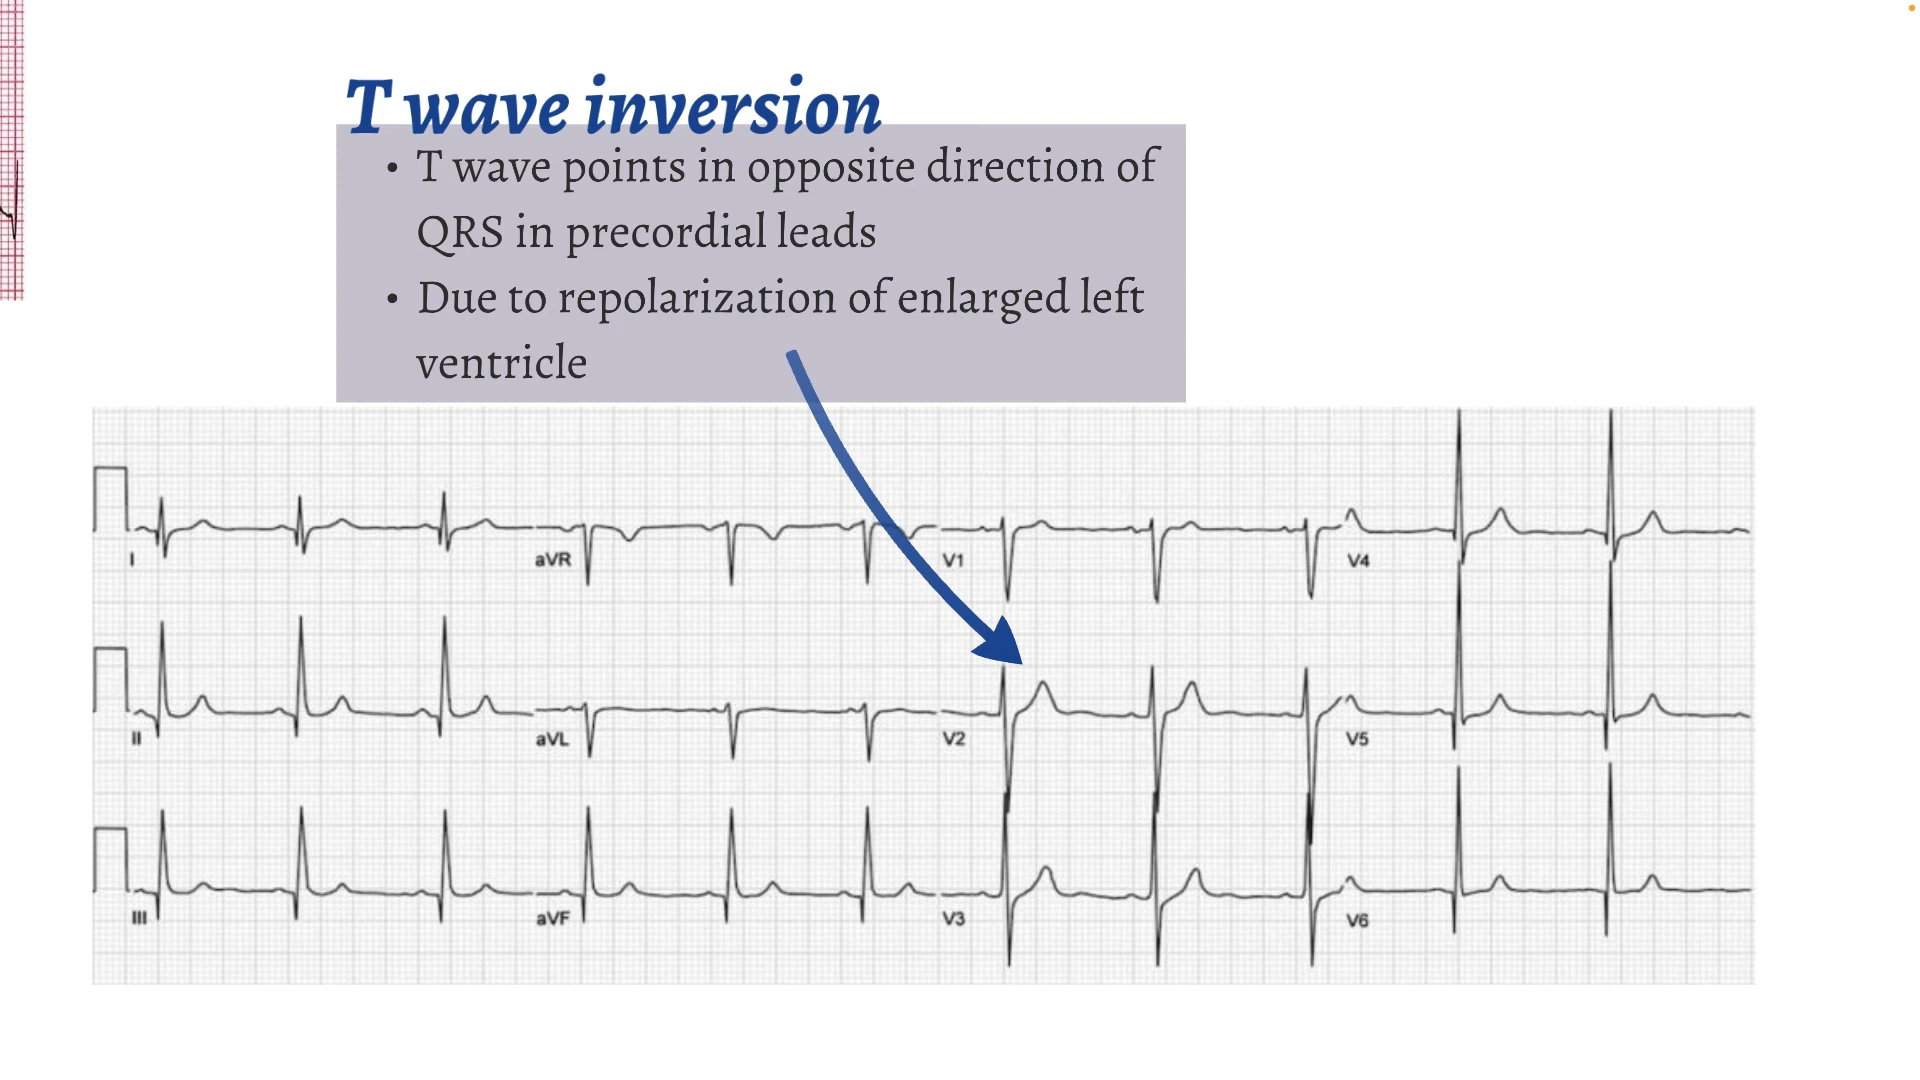 T wave inversion
• T wave points in opposite direction of
QRS in precordial leads
• Due to repolarization of enlarged left
ventricle
I
aVR
V1
V4
II
aVL
V2
V5
III
aVF
V3
V6